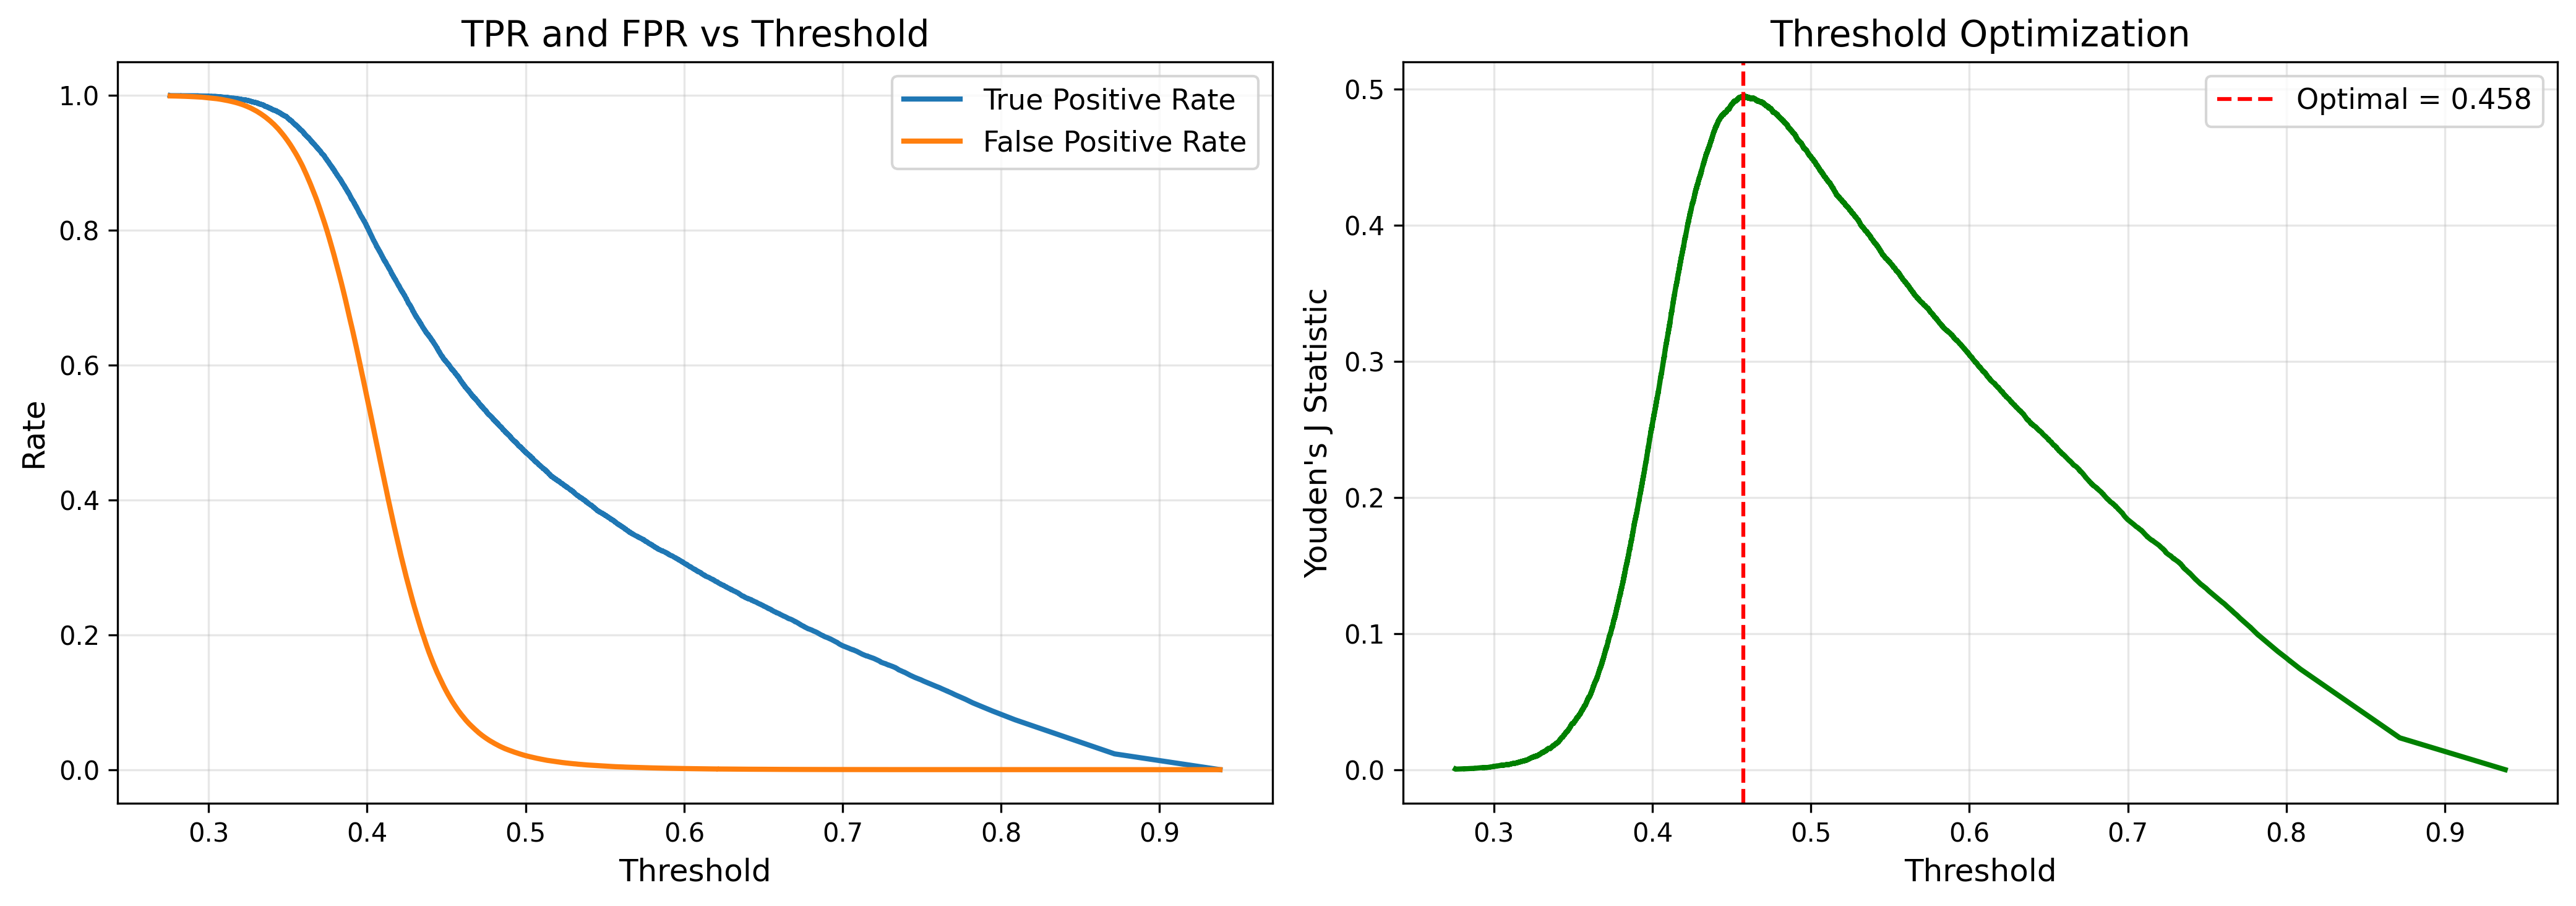 TPR and FPR vs Threshold
True Positive Rate
False Positive Rate
Rate
1.0
0.8
0.6
0.4
0.2
0.0
0.3 0.4 0.5 0.6 0.7 0.8 0.9
Threshold
Threshold Optimization
Optimal = 0.458
Youden's J Statistic
0.5
0.4
0.3
0.2
0.1
0.0
0.3 0.4 0.5 0.6 0.7 0.8 0.9
Threshold